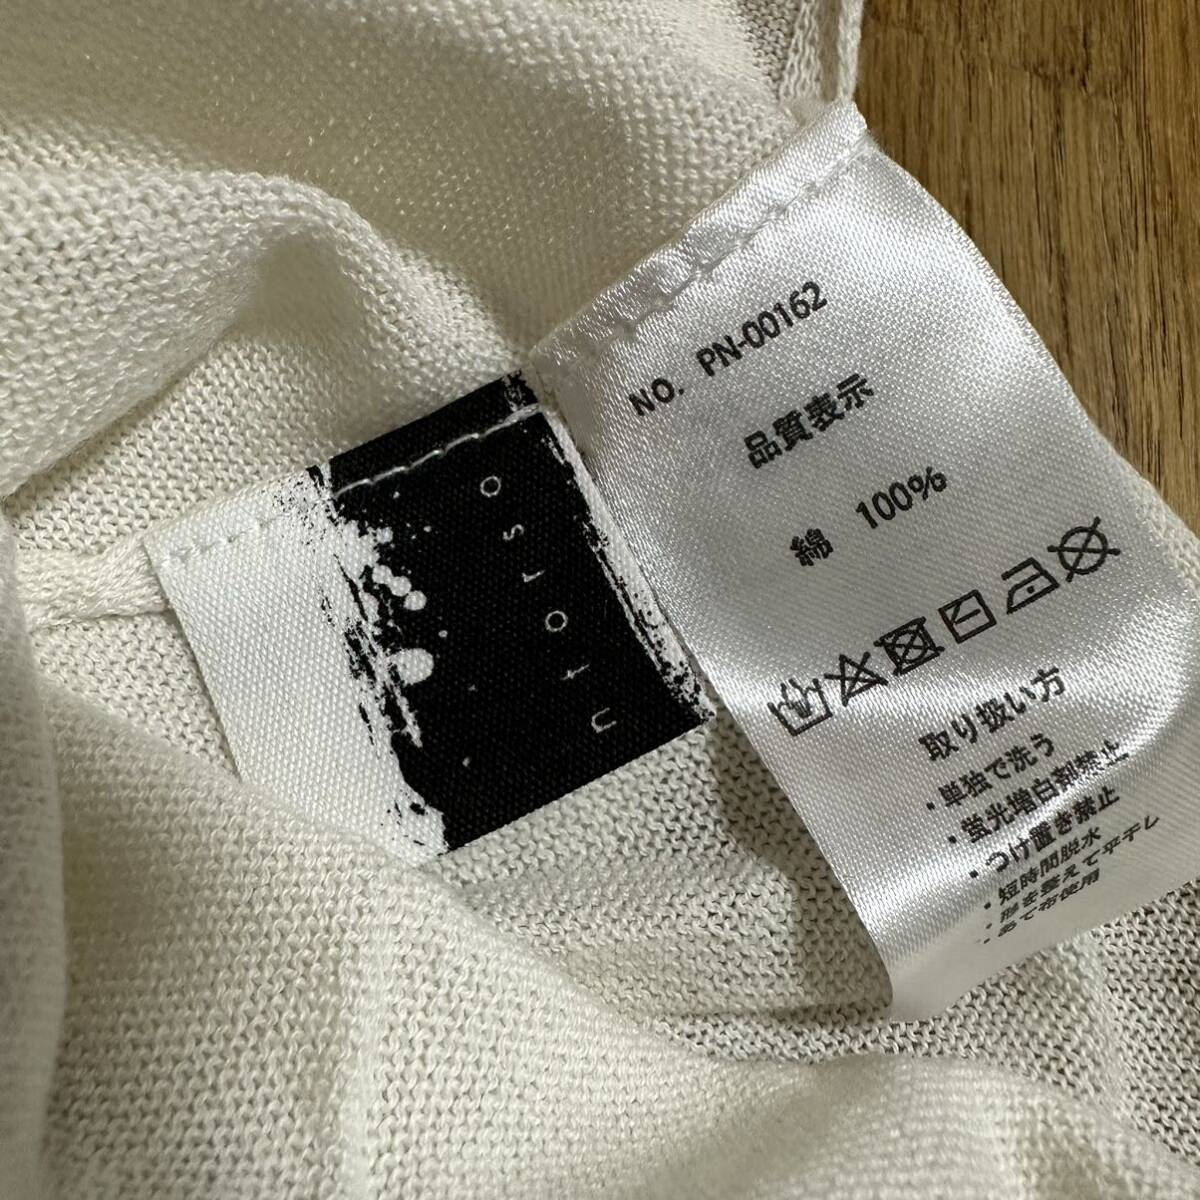 NO. PN-00162
品質表示
綿 100%
取り扱い方
・単独で洗う
・蛍光増白剤禁止
・つけ置き禁止
・短時間脱水
・形を整えて平干し
・あて布使用
utorso